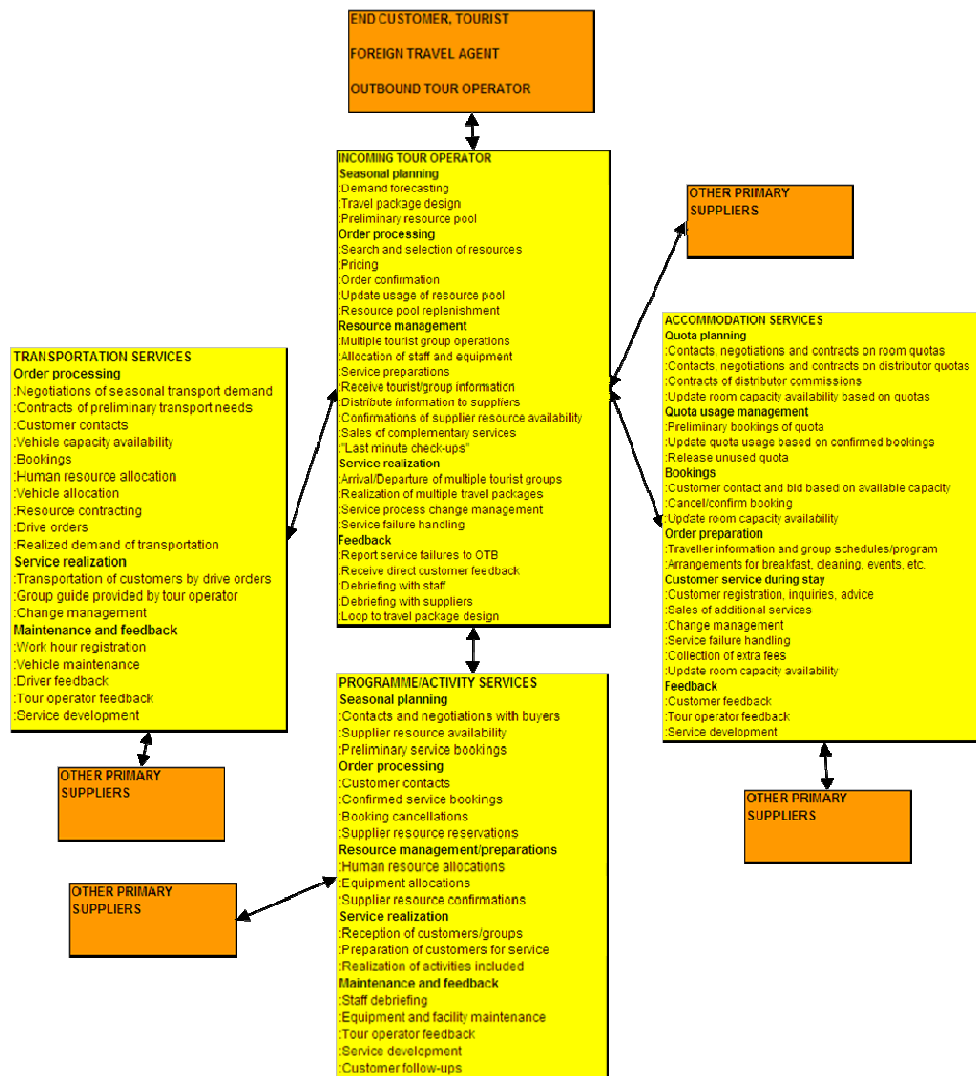 END CUSTOMER, TOURIST
FOREIGN TRAVEL AGENT
OUTBOUND TOUR OPERATOR
INCOMING TOUR OPERATOR
Seasonal planning
:Demand forecasting
:Travel package design
:Preliminary resource pool
Order processing
:Search and selection of resources
:Pricing
:Order confirmation
:Update usage of resource pool
:Resource pool replenishment
Resource management
:Multiple tourist group operations
:Allocation of staff and equipment
:Service preparations
:Receive tourist/group information
:Distribute information to suppliers
:Confirmations of supplier resource availability
:Sales of complementary services
:"Last minute check-ups"
Service realization
:Arrival/Departure of multiple tourist groups
:Realization of multiple travel packages
:Service process change management
:Service failure handling
Feedback
:Report service failures to OTB
:Receive direct customer feedback
:Debriefing with staff
:Debriefing with suppliers
:Loop to travel package design
OTHER PRIMARY
SUPPLIERS
TRANSPORTATION SERVICES
Order processing
:Negotiations of seasonal transport demand
:Contracts of preliminary transport needs
:Customer contacts
:Vehicle capacity availability
:Bookings
:Human resource allocation
:Vehicle allocation
:Resource contracting
:Drive orders
:Realized demand of transportation
Service realization
:Transportation of customers by drive orders
:Group guide provided by tour operator
:Change management
Maintenance and feedback
:Work hour registration
:Vehicle maintenance
:Driver feedback
:Tour operator feedback
:Service development
ACCOMMODATION SERVICES
Quota planning
:Contacts, negotiations and contracts on room quotas
:Contacts, negotiations and contracts on distributor quotas
:Contracts of distributor commissions
:Update room capacity availability based on quotas
Quota usage management
:Preliminary bookings of quota
:Update quota usage based on confirmed bookings
:Release unused quota
Bookings
:Customer contact and bid based on available capacity
:Cancel/confirm booking
:Update room capacity availability
Order preparation
:Traveller information and group schedules/program
:Arrangements for breakfast, cleaning, events, etc.
Customer service during stay
:Customer registration, inquiries, advice
:Sales of additional services
:Change management
:Service failure handling
:Collection of extra fees
:Update room capacity availability
Feedback
:Customer feedback
:Tour operator feedback
:Service development
PROGRAMME/ACTIVITY SERVICES
Seasonal planning
:Contacts and negotiations with buyers
:Supplier resource availability
:Preliminary service bookings
Order processing
:Customer contacts
:Confirmed service bookings
:Booking cancellations
:Supplier resource reservations
Resource management/preparations
:Human resource allocations
:Equipment allocations
:Supplier resource confirmations
Service realization
:Reception of customers/groups
:Preparation of customers for service
:Realization of activities included
Maintenance and feedback
:Staff debriefing
:Equipment and facility maintenance
:Tour operator feedback
:Service development
:Customer follow-ups
OTHER PRIMARY
SUPPLIERS
OTHER PRIMARY
SUPPLIERS
OTHER PRIMARY
SUPPLIERS